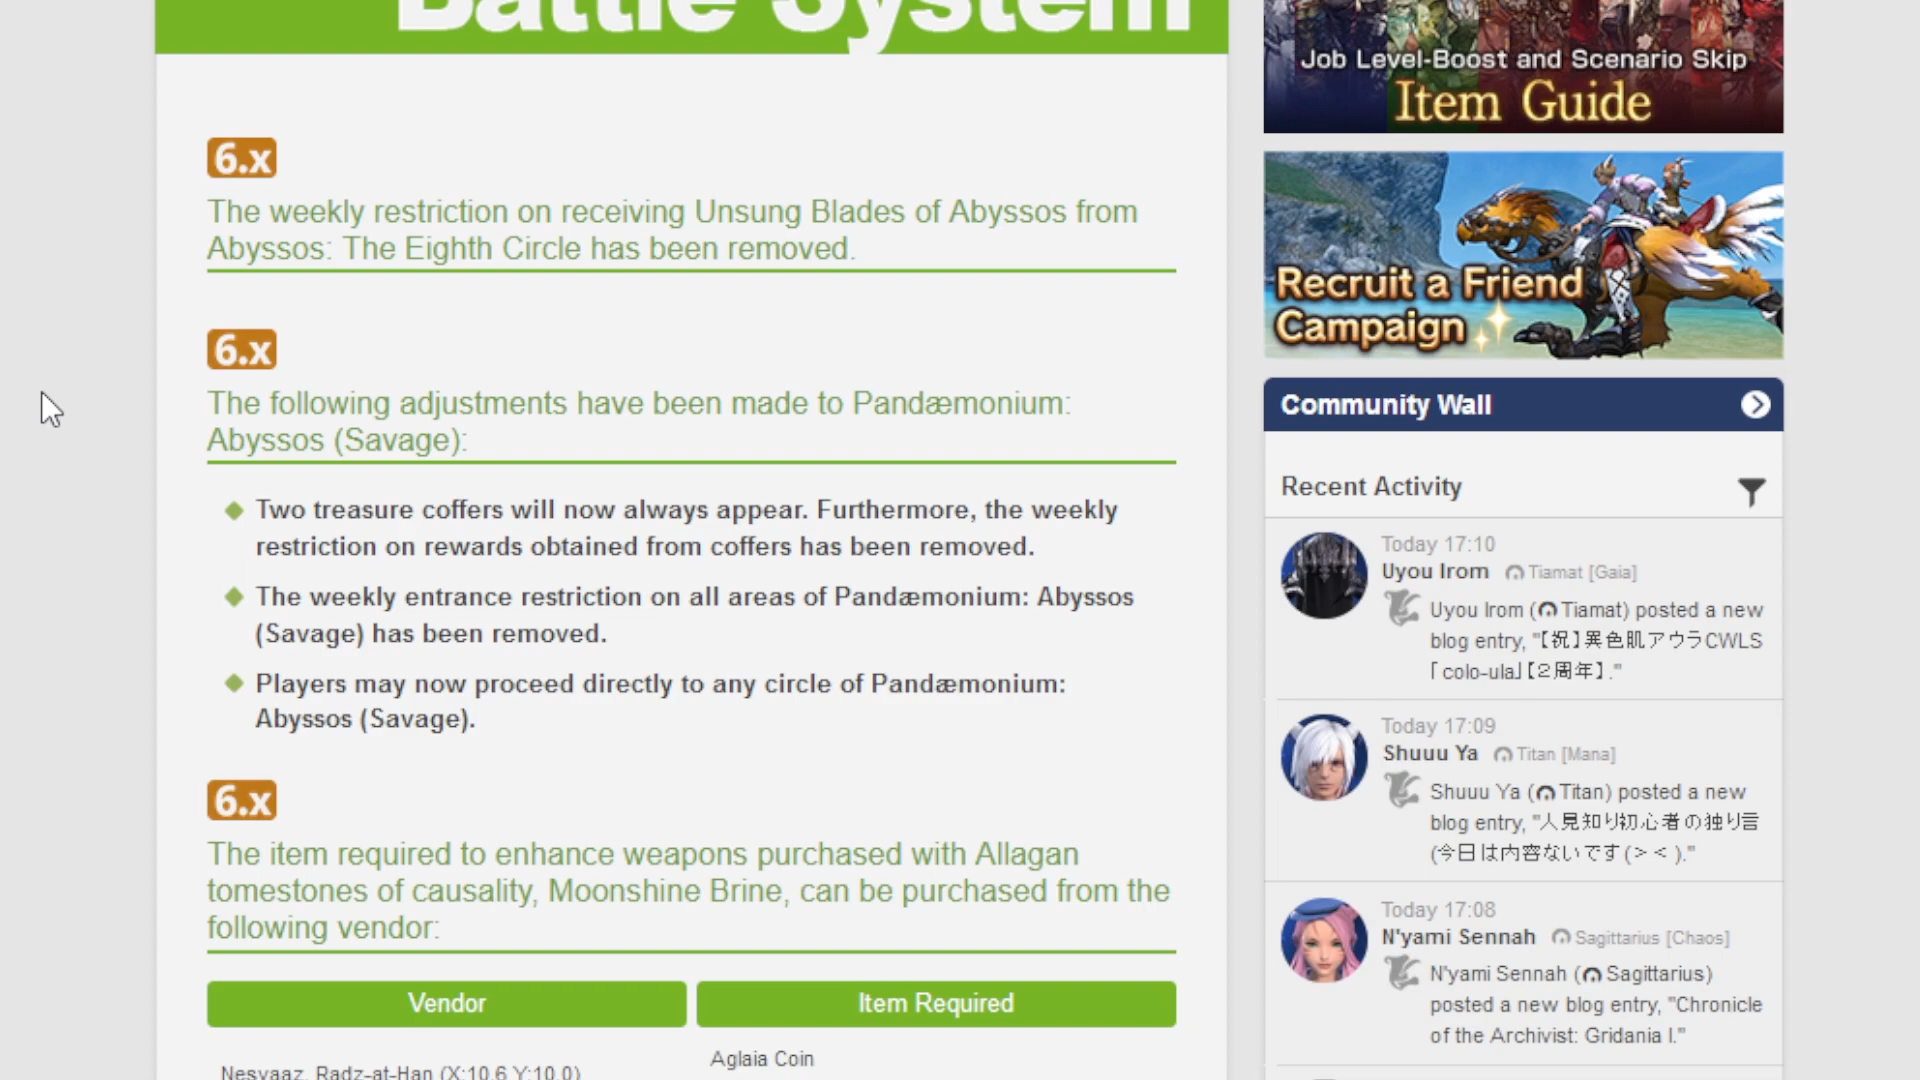 Battle System
6.x
The weekly restriction on receiving Unsung Blades of Abyssos from
Abyssos: The Eighth Circle has been removed.
6.x
The following adjustments have been made to Pandæmonium:
Abyssos (Savage):
Two treasure coffers will now always appear. Furthermore, the weekly
restriction on rewards obtained from coffers has been removed.
The weekly entrance restriction on all areas of Pandæmonium: Abyssos
(Savage) has been removed.
Players may now proceed directly to any circle of Pandæmonium:
Abyssos (Savage).
6.x
The item required to enhance weapons purchased with Allagan
tomestones of causality, Moonshine Brine, can be purchased from the
following vendor:
Vendor
Item Required
Nesvaaz, Radz-at-Han (X:10.6 Y:10.0)
Aglaia Coin
Job Level-Boost and Scenario Skip
Item Guide
Recruit a Friend
Campaign
Community Wall
Recent Activity
Today 17:10
Uyou Irom Tiamat [Gaia]
Uyou Irom (Tiamat) posted a new
blog entry, "【祝】異色肌アウラCWLS
「colo-ula」【２周年】."
Today 17:09
Shuuu Ya Titan [Mana]
Shuuu Ya (Titan) posted a new
blog entry, "人見知り初心者の独り言
(今日は内容ないです(＞＜)."
Today 17:08
N'yami Sennah Sagittarius [Chaos]
N'yami Sennah (Sagittarius)
posted a new blog entry, "Chronicle
of the Archivist: Gridania I."